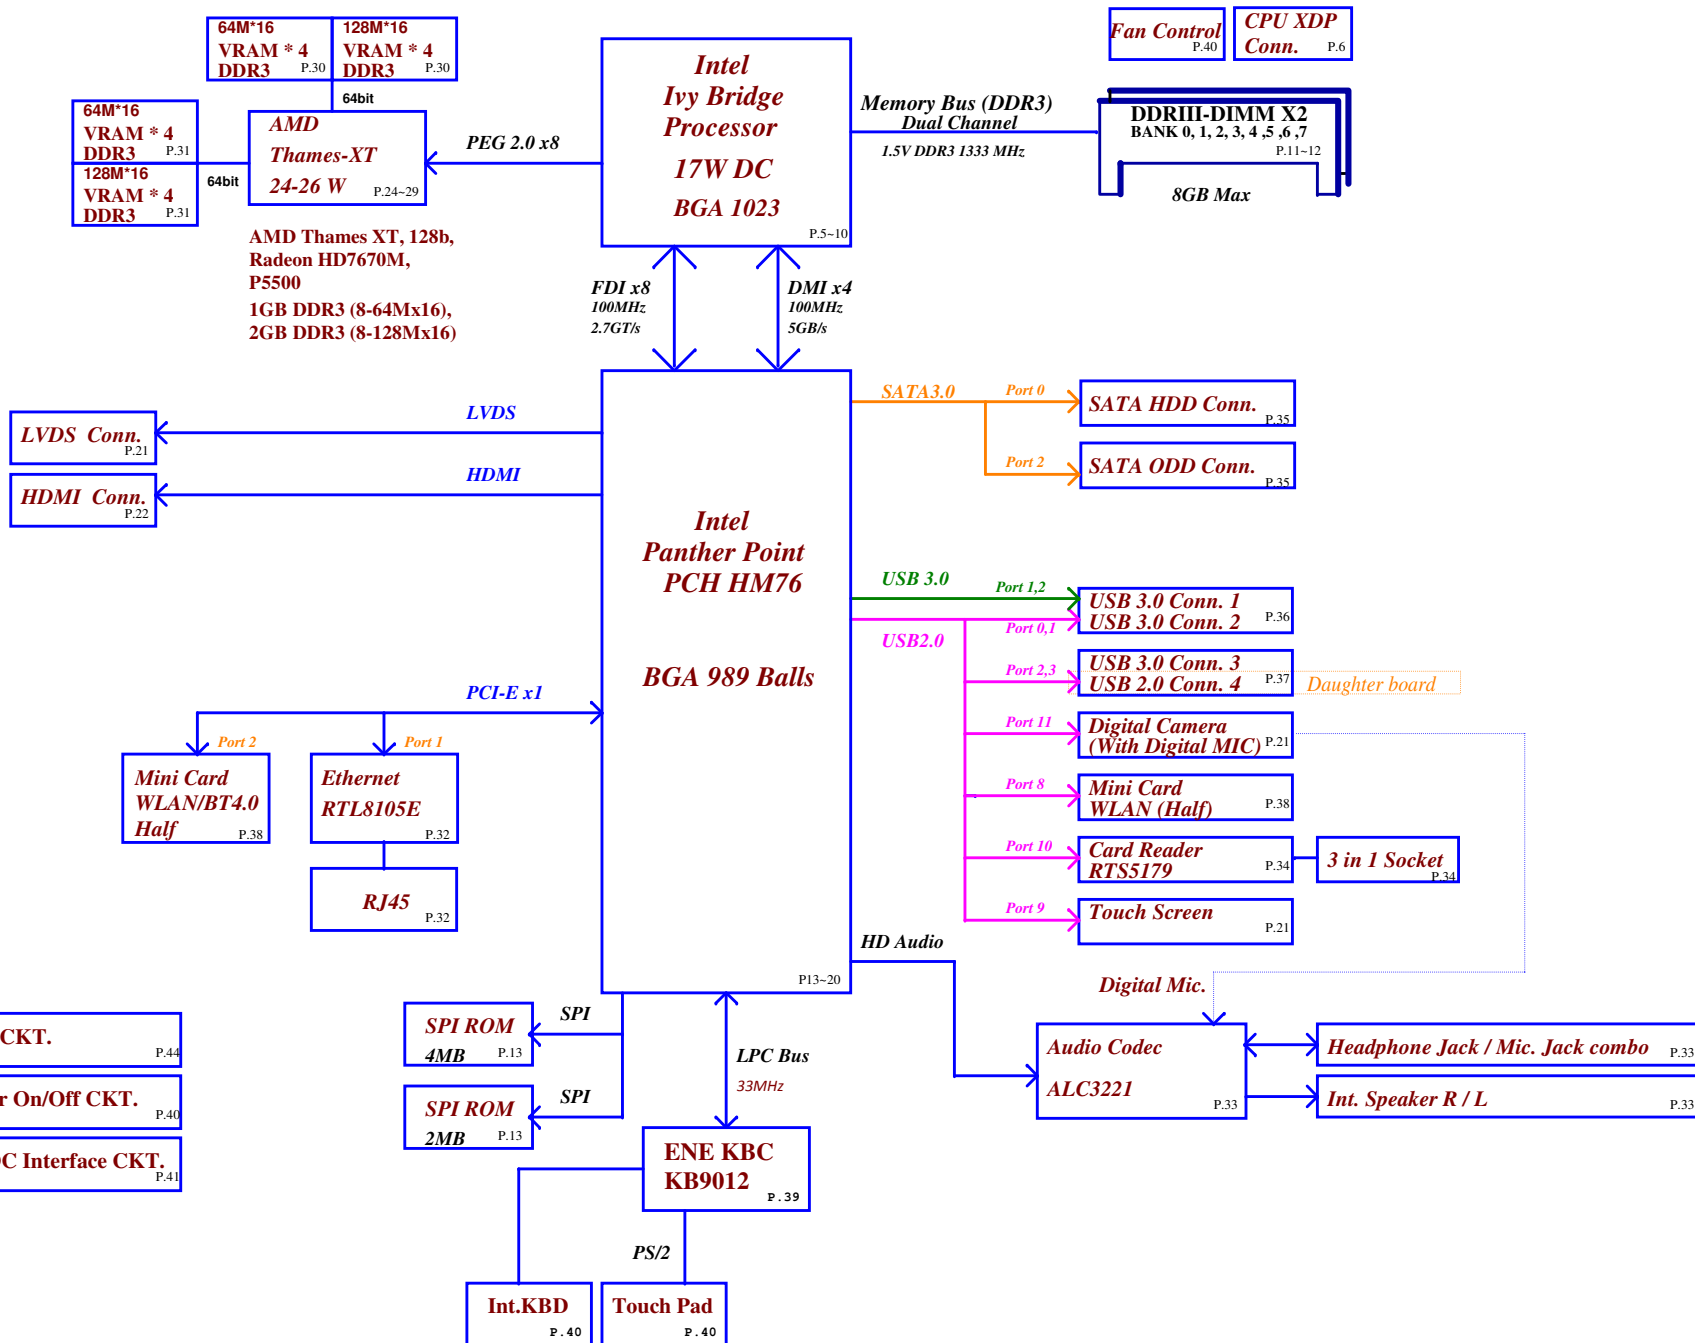 64M*16
VRAM * 4
DDR3 P.30
128M*16
VRAM * 4
DDR3 P.30
64bit
64M*16
VRAM * 4
DDR3 P.31
128M*16
VRAM * 4
DDR3 P.31
64bit
AMD
Thames-XT
24-26 W P.24~29
PEG 2.0 x8
AMD Thames XT, 128b,
Radeon HD7670M,
P5500
1GB DDR3 (8-64Mx16),
2GB DDR3 (8-128Mx16)
Intel
Ivy Bridge
Processor
17W DC
BGA 1023
P.5~10
Fan Control
P.40
CPU XDP
Conn. P.6
Memory Bus (DDR3)
Dual Channel
1.5V DDR3 1333 MHz
DDRIII-DIMM X2
BANK 0, 1, 2, 3, 4 ,5 ,6 ,7
P.11~12
8GB Max
FDI x8
100MHz
2.7GT/s
DMI x4
100MHz
5GB/s
LVDS
LVDS Conn.
P.21
HDMI
HDMI Conn.
P.22
Intel
Panther Point
PCH HM76
BGA 989 Balls
P13~20
SATA3.0
Port 0
SATA HDD Conn.
P.35
Port 2
SATA ODD Conn.
P.35
USB 3.0
Port 1,2
USB 3.0 Conn. 1
USB 3.0 Conn. 2 P.36
USB2.0
Port 0,1
Port 2,3
USB 3.0 Conn. 3
USB 2.0 Conn. 4 P.37
Daughter board
Port 11
Digital Camera
(With Digital MIC) P.21
Port 8
Mini Card
WLAN (Half) P.38
Port 10
Card Reader
RTS5179 P.34
3 in 1 Socket
P.34
Port 9
Touch Screen
P.21
PCI-E x1
Port 2
Mini Card
WLAN/BT4.0
Half P.38
Port 1
Ethernet
RTL8105E
P.32
RJ45
P.32
HD Audio
Digital Mic.
Audio Codec
ALC3221
P.33
Headphone Jack / Mic. Jack combo P.33
Int. Speaker R / L P.33
SPI
SPI ROM
4MB P.13
SPI
SPI ROM
2MB P.13
LPC Bus
33MHz
ENE KBC
KB9012
P.39
PS/2
Int.KBD
P.40
Touch Pad
P.40
CKT.
P.44
r On/Off CKT.
P.40
C Interface CKT.
P.41